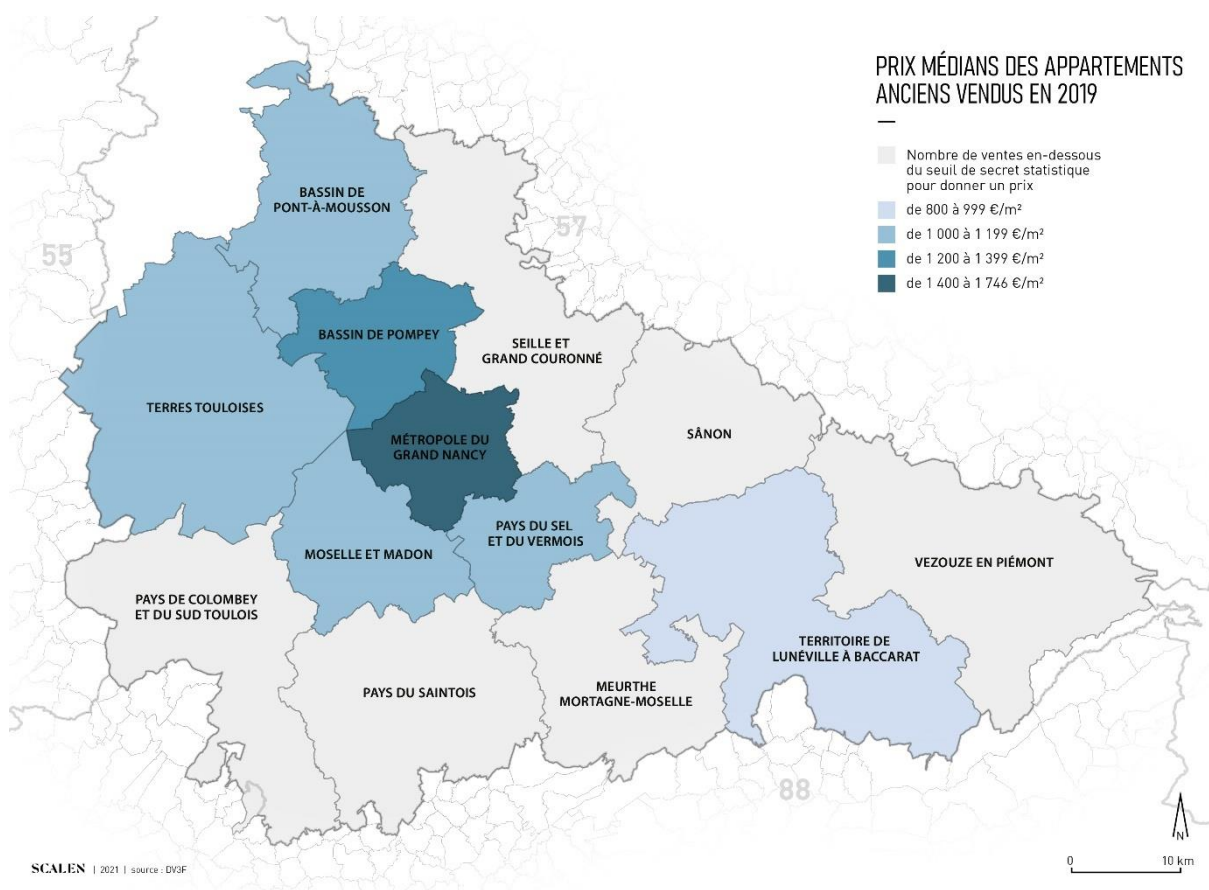 PRIX MÉDIANS DES APPARTEMENTS
ANCIENS VENDUS EN 2019
Nombre de ventes en-dessous
du seuil de secret statistique
pour donner un prix
de 800 à 999 €/m²
de 1 000 à 1 199 €/m²
de 1 200 à 1 399 €/m²
de 1 400 à 1 746 €/m²
BASSIN DE
PONT-À-MOUSSON
57
55
BASSIN DE POMPEY
SEILLE ET
GRAND COURONNÉ
TERRES TOULOISES
MÉTROPOLE DU
GRAND NANCY
SÂNON
PAYS DU SEL
ET DU VERMOIS
MOSELLE ET MADON
VEZOUZE EN PIÉMONT
PAYS DE COLOMBEY
ET DU SUD TOULOIS
TERRITOIRE DE
LUNÉVILLE À BACCARAT
PAYS DU SAINTOIS
MEURTHE
MORTAGNE-MOSELLE
88
N
0 10 km
SCALEN | 2021 | source : DV3F